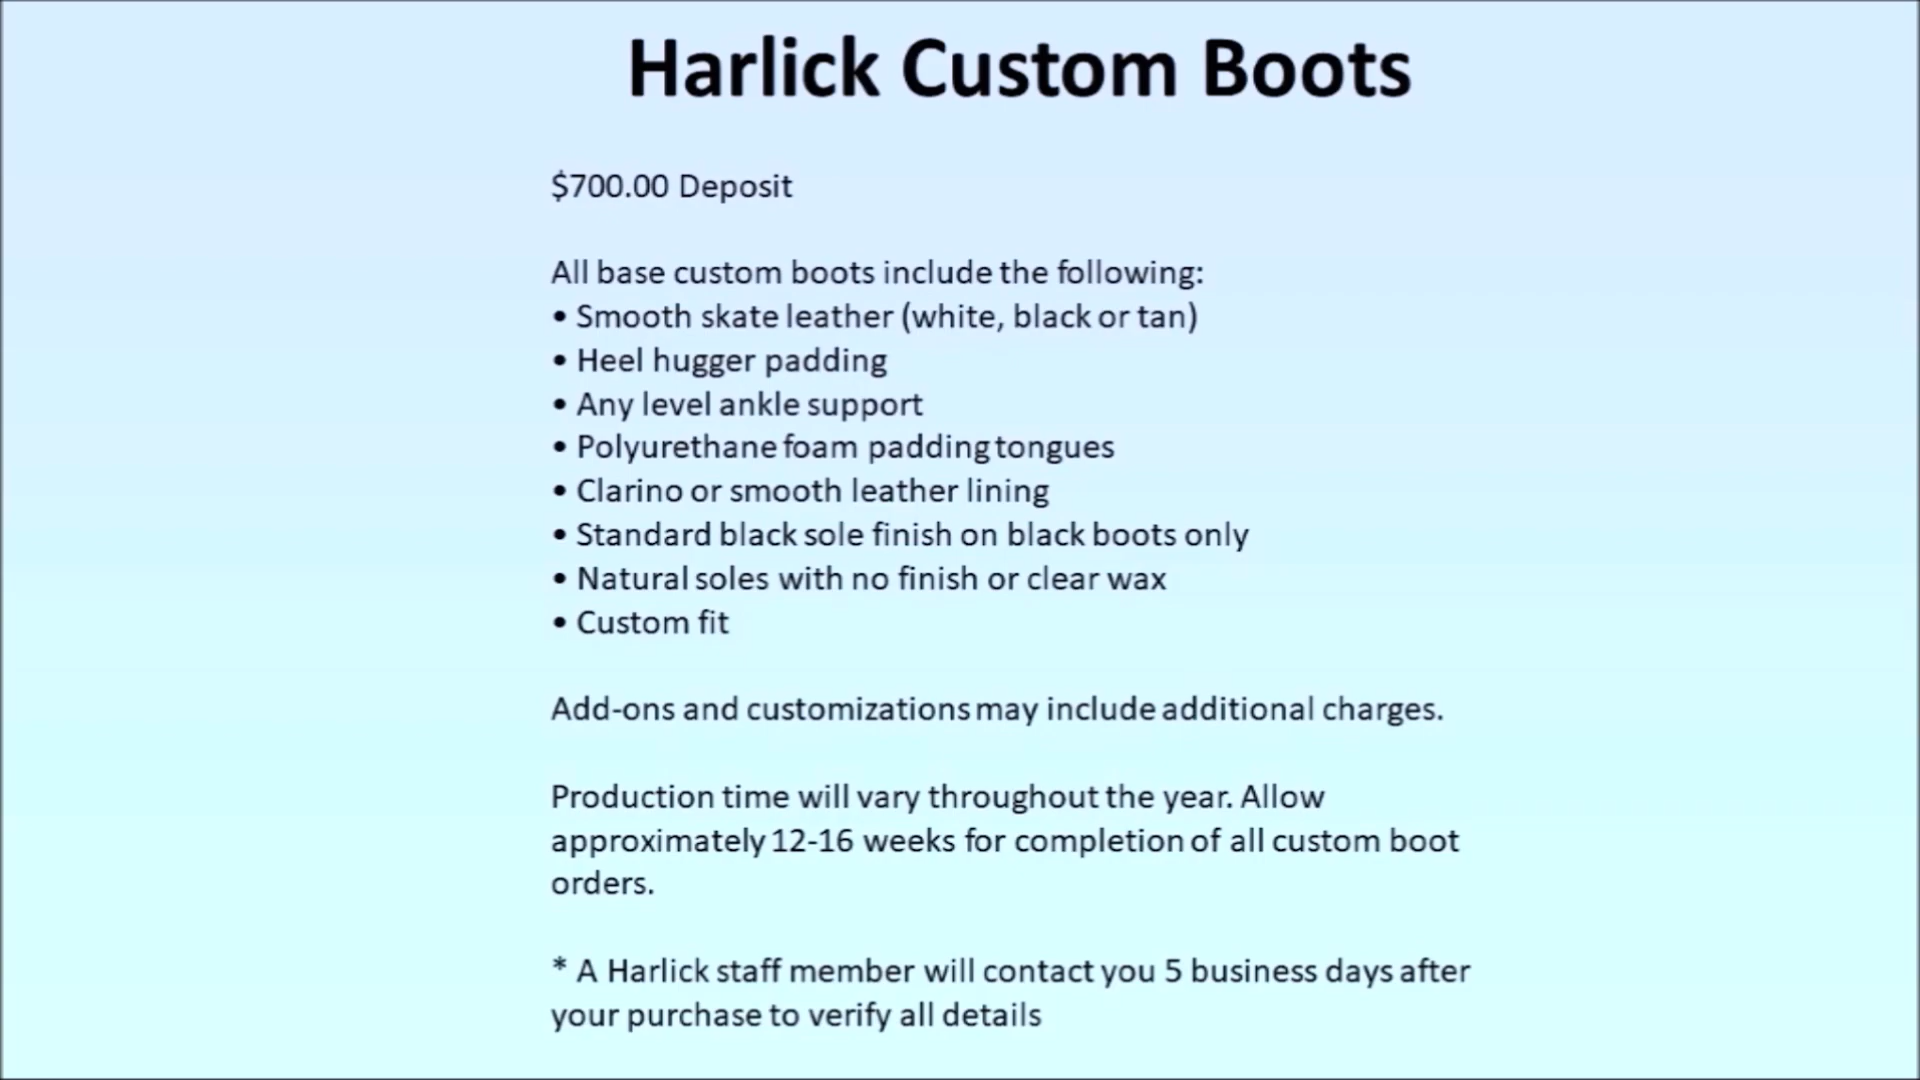 Harlick Custom Boots
$700.00 Deposit
All base custom boots include the following:
• Smooth skate leather (white, black or tan)
• Heel hugger padding
• Any level ankle support
• Polyurethane foam padding tongues
• Clarino or smooth leather lining
• Standard black sole finish on black boots only
• Natural soles with no finish or clear wax
• Custom fit
Add-ons and customizations may include additional charges.
Production time will vary throughout the year. Allow
approximately 12-16 weeks for completion of all custom boot
orders.
* A Harlick staff member will contact you 5 business days after
your purchase to verify all details